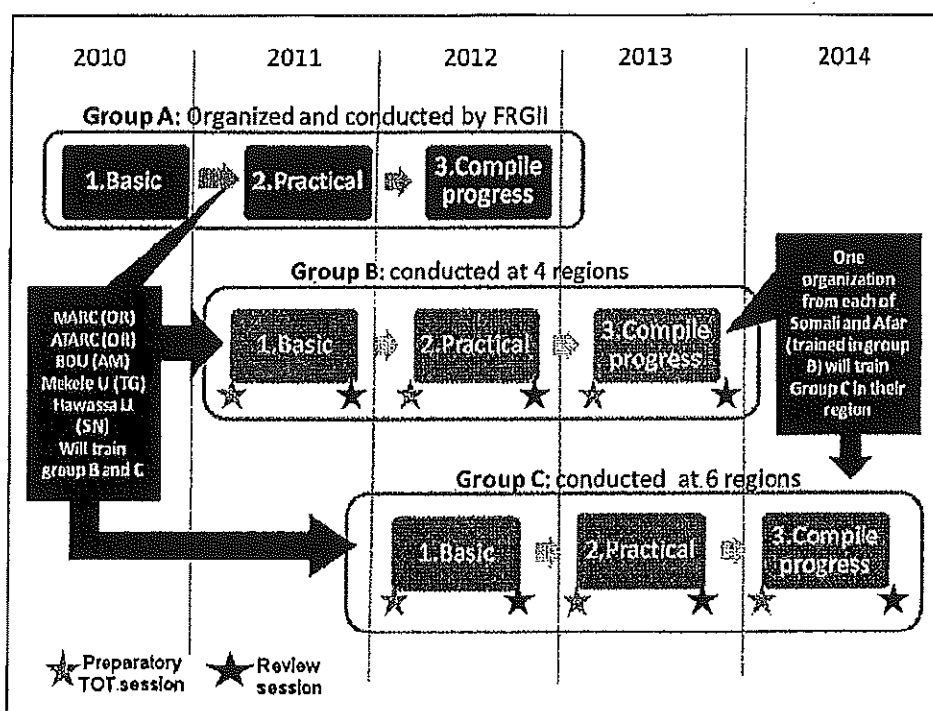 2010
2011
2012
2013
2014
Group A: Organized and conducted by FRGII
1.Basic
2.Practical
3.Compile
progress
MARC (OR)
ATARC (OR)
BDU (AM)
Mekele U (TG)
Hawassa U
(SN)
Will train
group B and C
Group B: conducted at 4 regions
1.Basic
2.Practical
3.Compile
progress
One
organization
from each of
Somali and Afar
(trained in group
B) will train
Group C in their
region
Group C: conducted at 6 regions
1.Basic
2.Practical
3.Compile
progress
Preparatory
TOT.session
Review
session